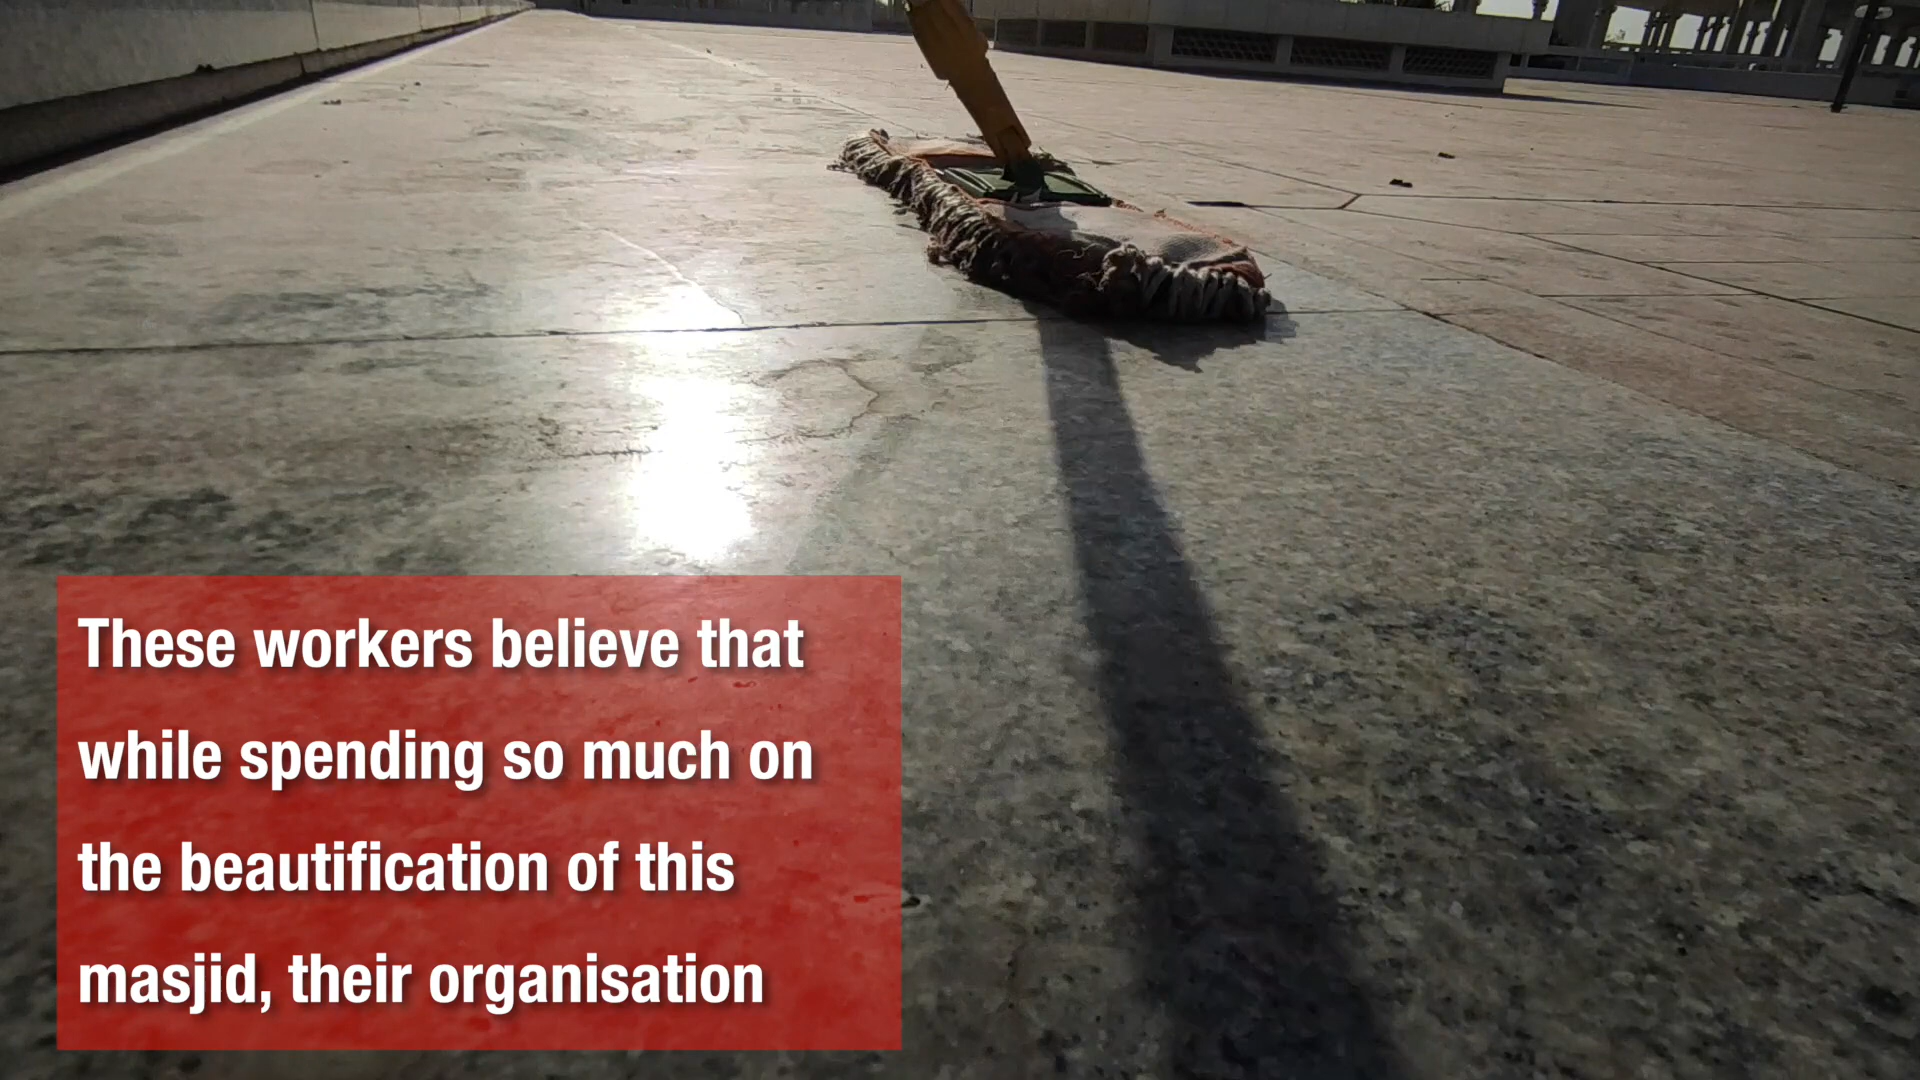 These workers believe that
while spending so much on
the beautification of this
masjid, their organisation